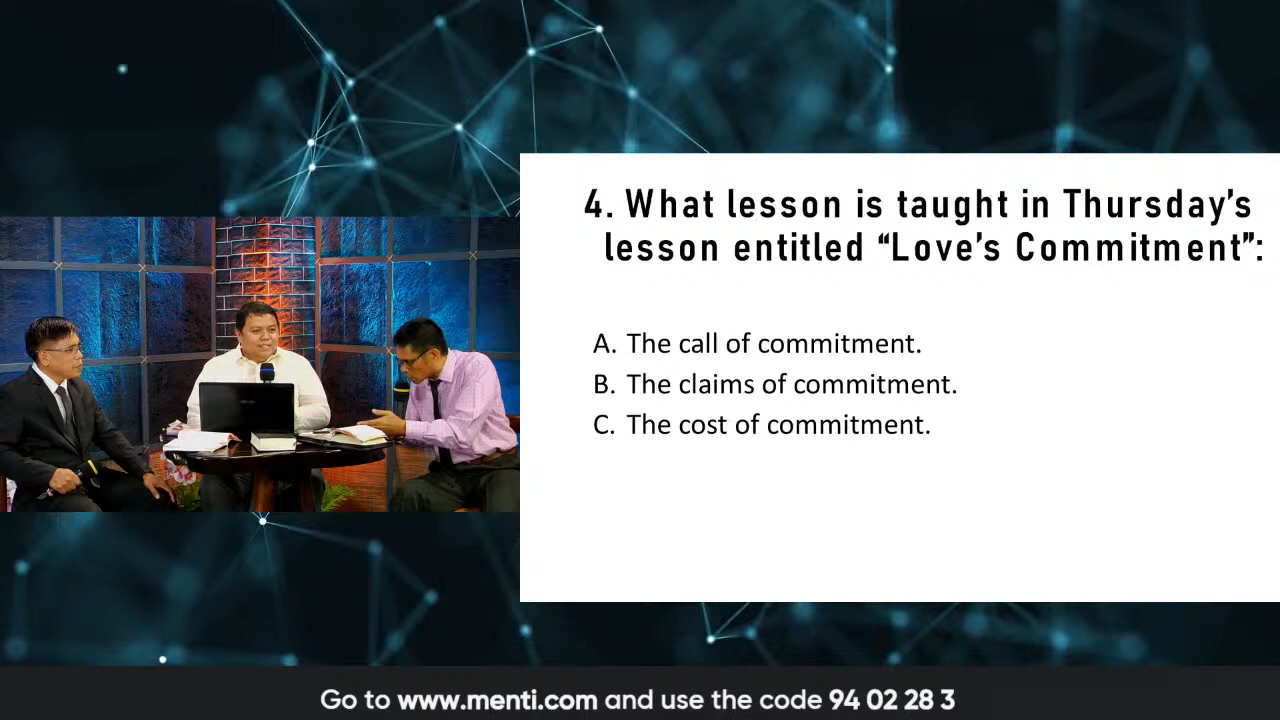 4. What lesson is taught in Thursday’s
lesson entitled “Love’s Commitment”:
A. The call of commitment.
B. The claims of commitment.
C. The cost of commitment.
Go to www.menti.com and use the code 94 02 28 3